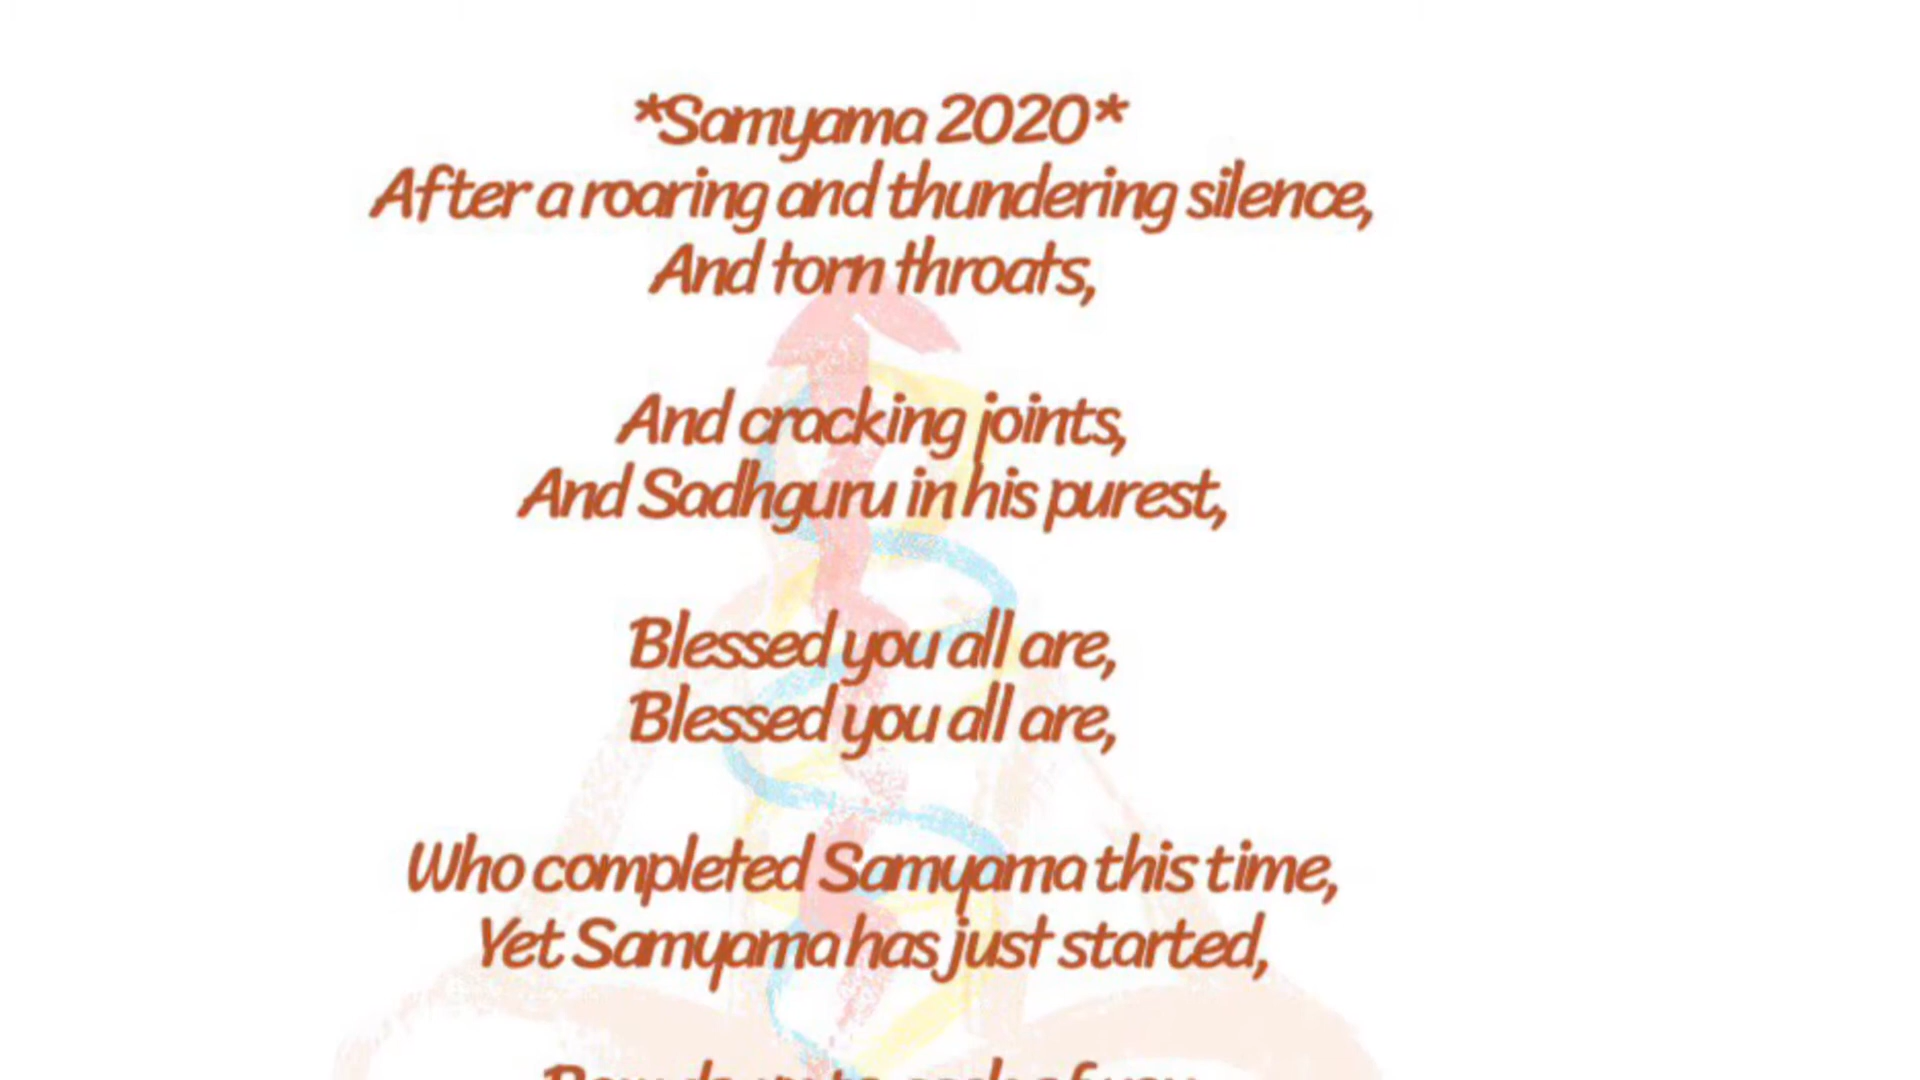 *Samyama 2020*
After a roaring and thundering silence,
And torn throats,
And cracking joints,
And Sadhguru in his purest,
Blessed you all are,
Blessed you all are,
Who completed Samyama this time,
Yet Samyama has just started,